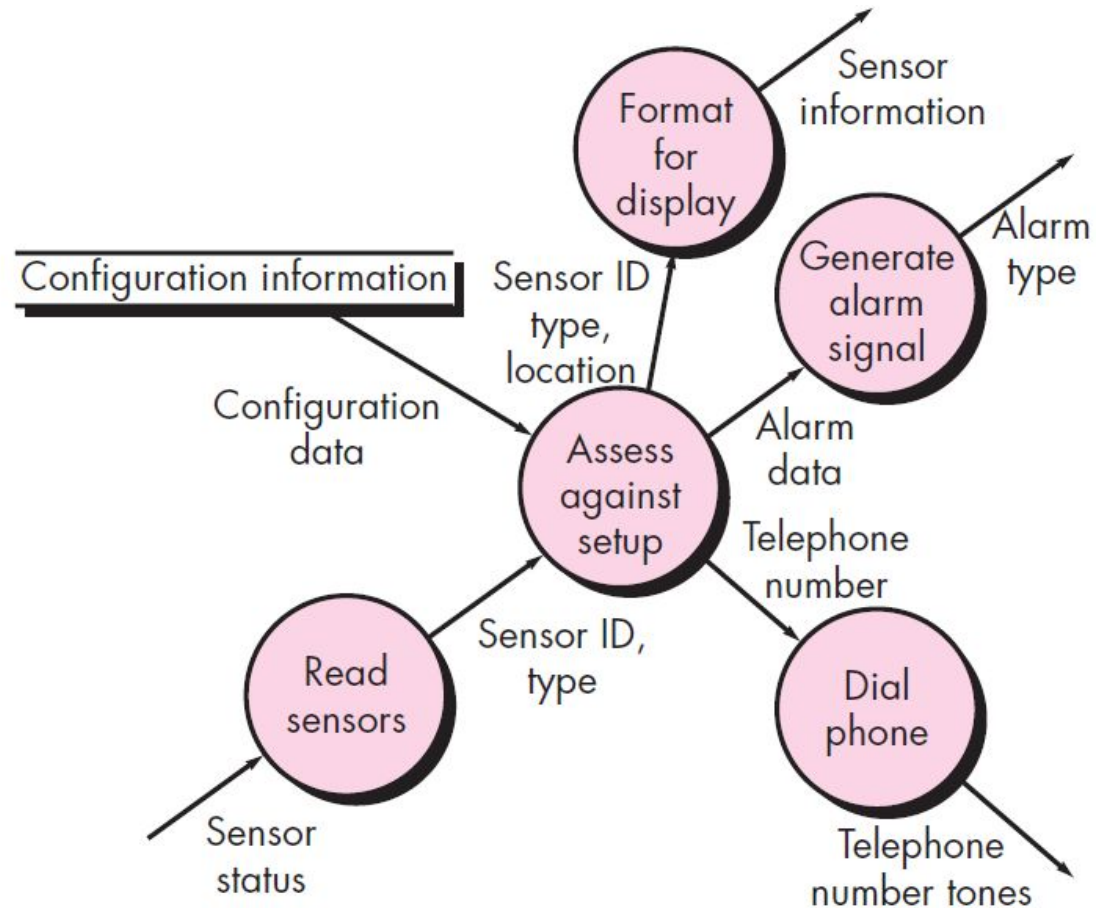 Format
for
display
Sensor
information
Generate
alarm
signal
Alarm
type
Configuration information
Sensor ID
type,
location
Configuration
data
Assess
against
setup
Alarm
data
Telephone
number
Read
sensors
Sensor ID,
type
Dial
phone
Sensor
status
Telephone
number tones